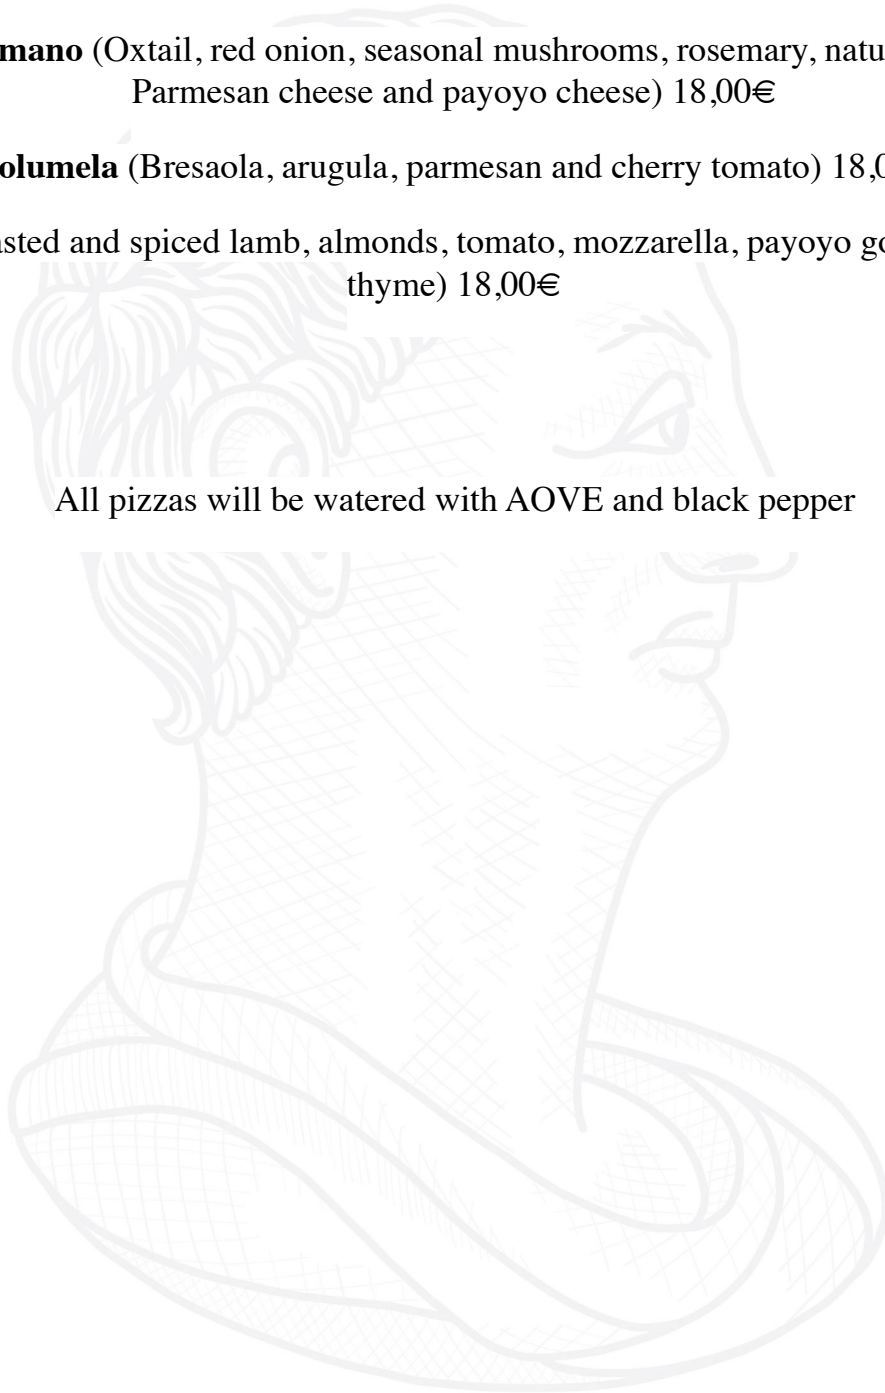 mano (Oxtail, red onion, seasonal mushrooms, rosemary, natu
Parmesan cheese and payoyo cheese) 18,00€
olumela (Bresaola, arugula, parmesan and cherry tomato) 18,0
asted and spiced lamb, almonds, tomato, mozzarella, payoyo go
thyme) 18,00€
All pizzas will be watered with AOVE and black pepper